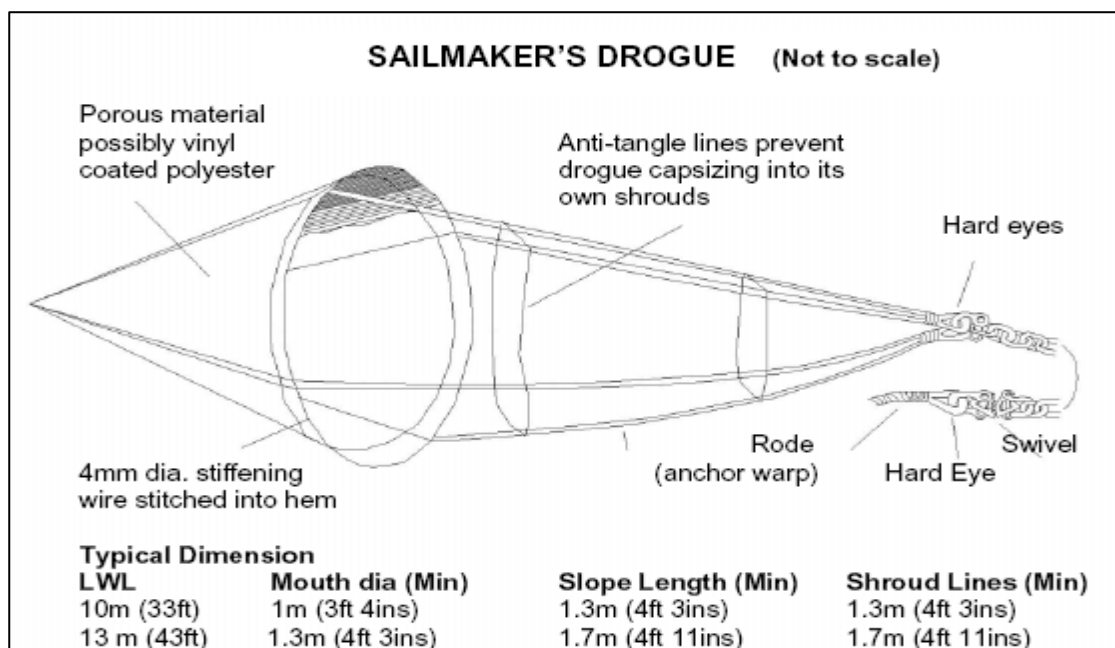 SAILMAKER'S DROGUE (Not to scale)
Porous material
possibly vinyl
coated polyester
Anti-tangle lines prevent
drogue capsizing into its
own shrouds
Hard eyes
4mm dia. stiffening
wire stitched into hem
Rode
(anchor warp)
Hard Eye
Swivel
Typical Dimension
LWL Mouth dia (Min) Slope Length (Min) Shroud Lines (Min)
10m (33ft) 1m (3ft 4ins) 1.3m (4ft 3ins) 1.3m (4ft 3ins)
13 m (43ft) 1.3m (4ft 3ins) 1.7m (4ft 11ins) 1.7m (4ft 11ins)